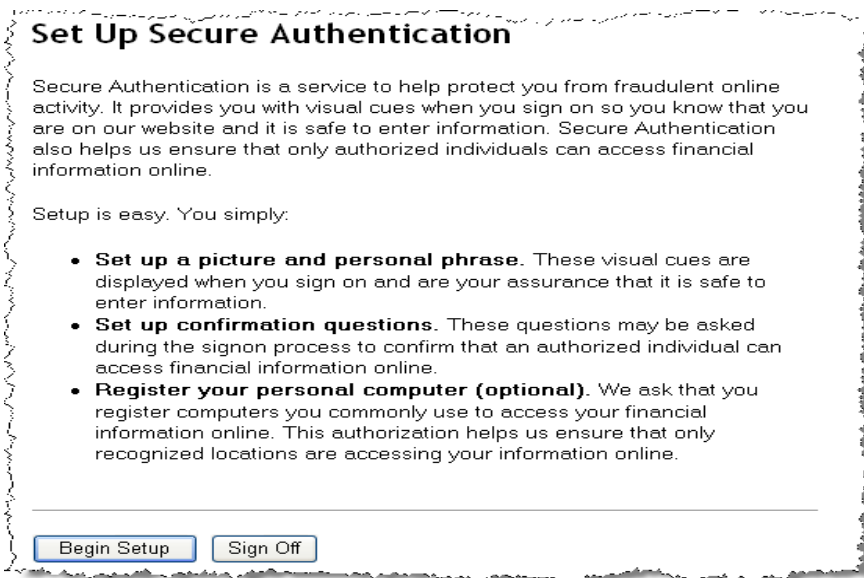 Set Up Secure Authentication
Secure Authentication is a service to help protect you from fraudulent online
activity. It provides you with visual cues when you sign on so you know that you
are on our website and it is safe to enter information. Secure Authentication
also helps us ensure that only authorized individuals can access financial
information online.
Setup is easy. You simply:
• Set up a picture and personal phrase. These visual cues are
displayed when you sign on and are your assurance that it is safe to
enter information.
• Set up confirmation questions. These questions may be asked
during the signon process to confirm that an authorized individual can
access financial information online.
• Register your personal computer (optional). We ask that you
register computers you commonly use to access your financial
information online. This authorization helps us ensure that only
recognized locations are accessing your information online.
Begin Setup Sign Off